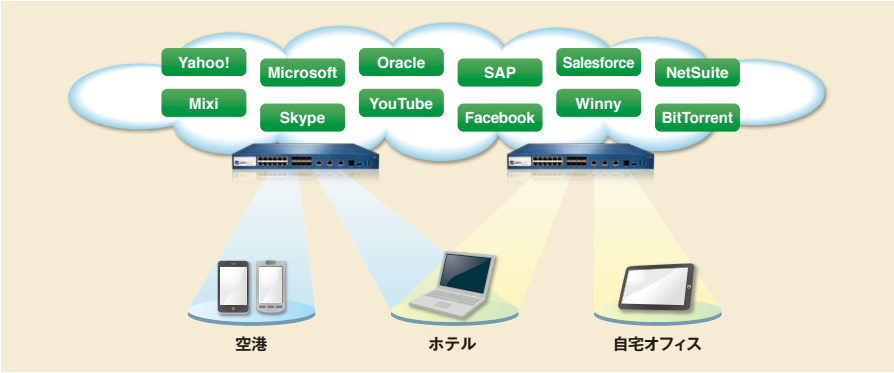 Yahoo!
Microsoft
Oracle
SAP
Salesforce
NetSuite
Mixi
Skype
YouTube
Facebook
Winny
BitTorrent
空港
ホテル
自宅オフィス